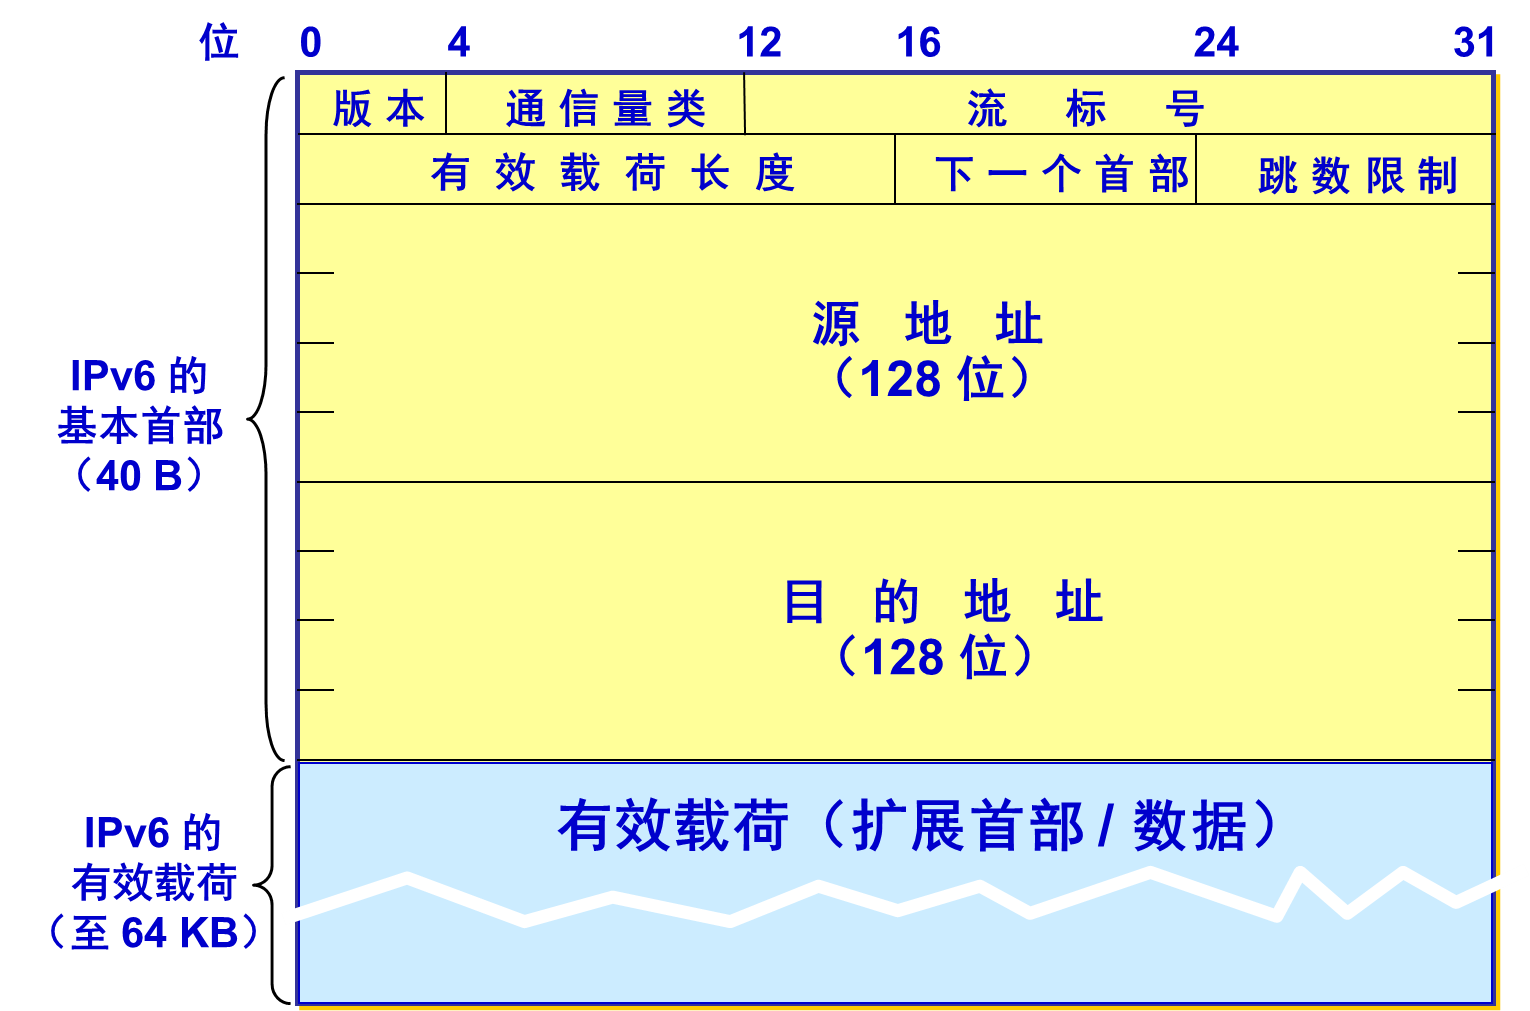 位 0 4 12 16 24 31
版本 通信量类 流标号
有效载荷长度 下一个首部 跳数限制
源地址
（128 位）
IPv6 的
基本首部
（40 B）
目的地址
（128 位）
有效载荷（扩展首部 / 数据）
IPv6 的
有效载荷
（至 64 KB）